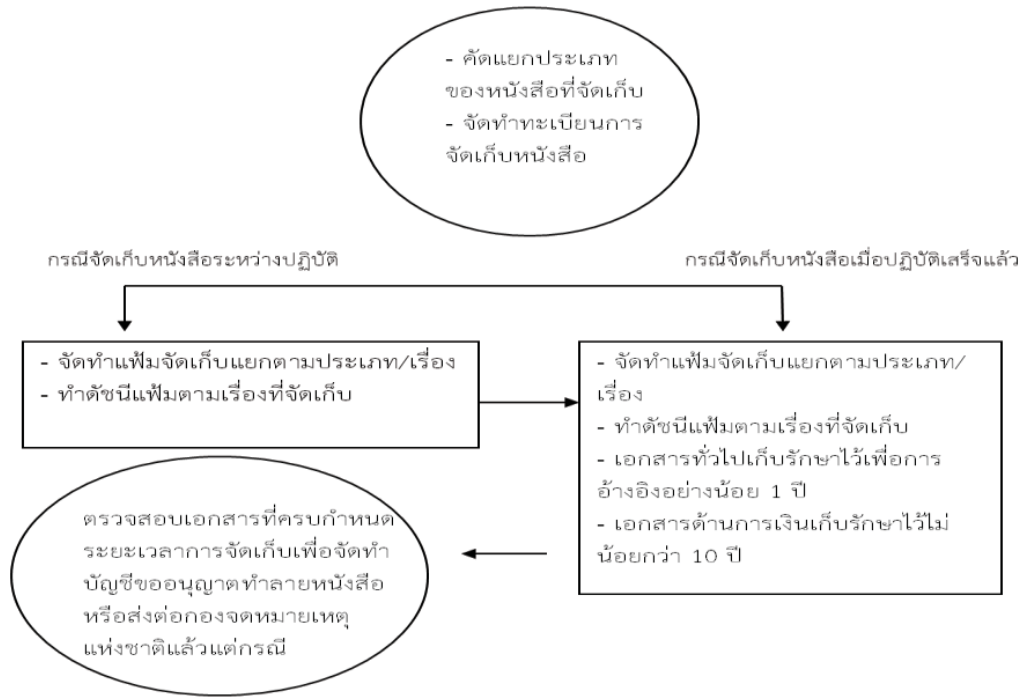 - คัดแยกประเภท
ของหนังสือที่จัดเก็บ
- จัดทำทะเบียนการ
จัดเก็บหนังสือ
กรณีจัดเก็บหนังสือระหว่างปฏิบัติ
กรณีจัดเก็บหนังสือเมื่อปฏิบัติเสร็จแล้ว
- จัดทำแฟ้มจัดเก็บแยกตามประเภท/เรื่อง
- ทำดัชนีแฟ้มตามเรื่องที่จัดเก็บ
- จัดทำแฟ้มจัดเก็บแยกตามประเภท/
เรื่อง
- ทำดัชนีแฟ้มตามเรื่องที่จัดเก็บ
- เอกสารทั่วไปเก็บรักษาไว้เพื่อการ
อ้างอิงอย่างน้อย 1 ปี
- เอกสารด้านการเงินเก็บรักษาไว้ไม่
น้อยกว่า 10 ปี
ตรวจสอบเอกสารที่ครบกำหนด
ระยะเวลาการจัดเก็บเพื่อจัดทำ
บัญชีขออนุญาตทำลายหนังสือ
หรือส่งต่อกองจดหมายเหตุ
แห่งชาติแล้วแต่กรณี